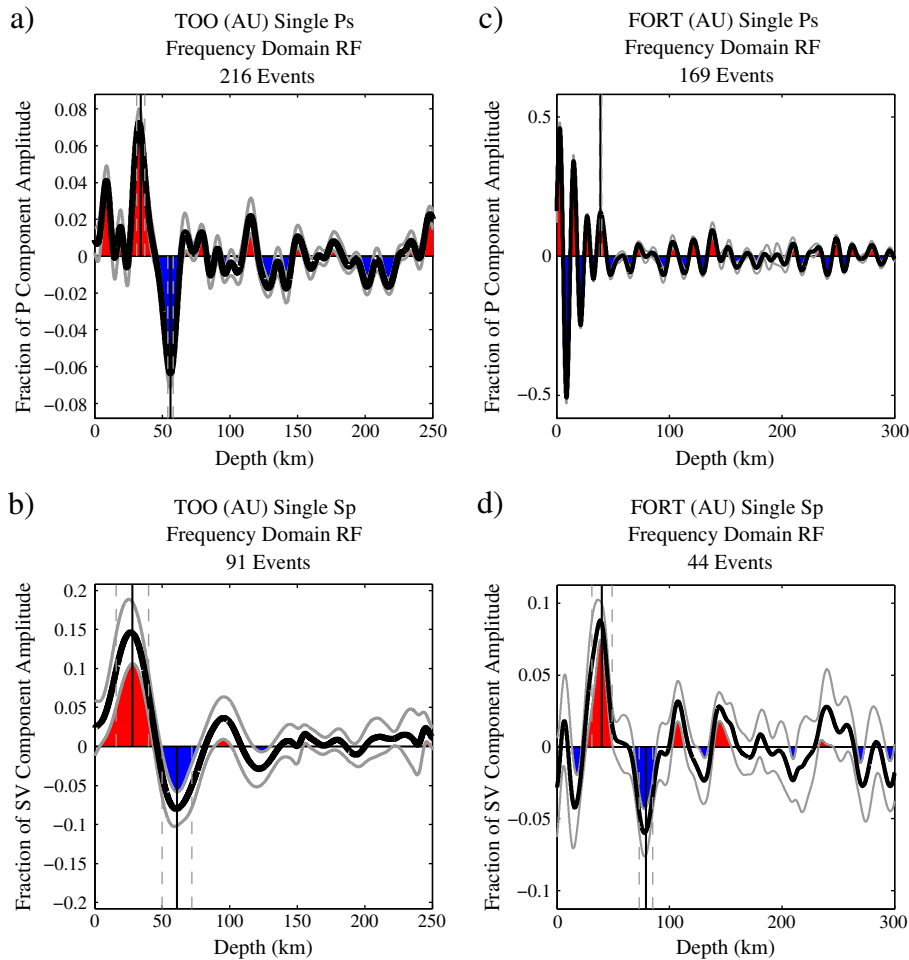 a)
TOO (AU) Single Ps
Frequency Domain RF
216 Events
Fraction of P Component Amplitude
0.08
0.06
0.04
0.02
0
−0.02
−0.04
−0.06
−0.08
0 50 100 150 200 250
Depth (km)
c)
FORT (AU) Single Ps
Frequency Domain RF
169 Events
Fraction of P Component Amplitude
0.5
0
−0.5
0 100 200 300
Depth (km)
b)
TOO (AU) Single Sp
Frequency Domain RF
91 Events
Fraction of SV Component Amplitude
0.2
0.15
0.1
0.05
0
−0.05
−0.1
−0.15
−0.2
0 50 100 150 200 250
Depth (km)
d)
FORT (AU) Single Sp
Frequency Domain RF
44 Events
Fraction of SV Component Amplitude
0.1
0.05
0
−0.05
−0.1
0 100 200 300
Depth (km)